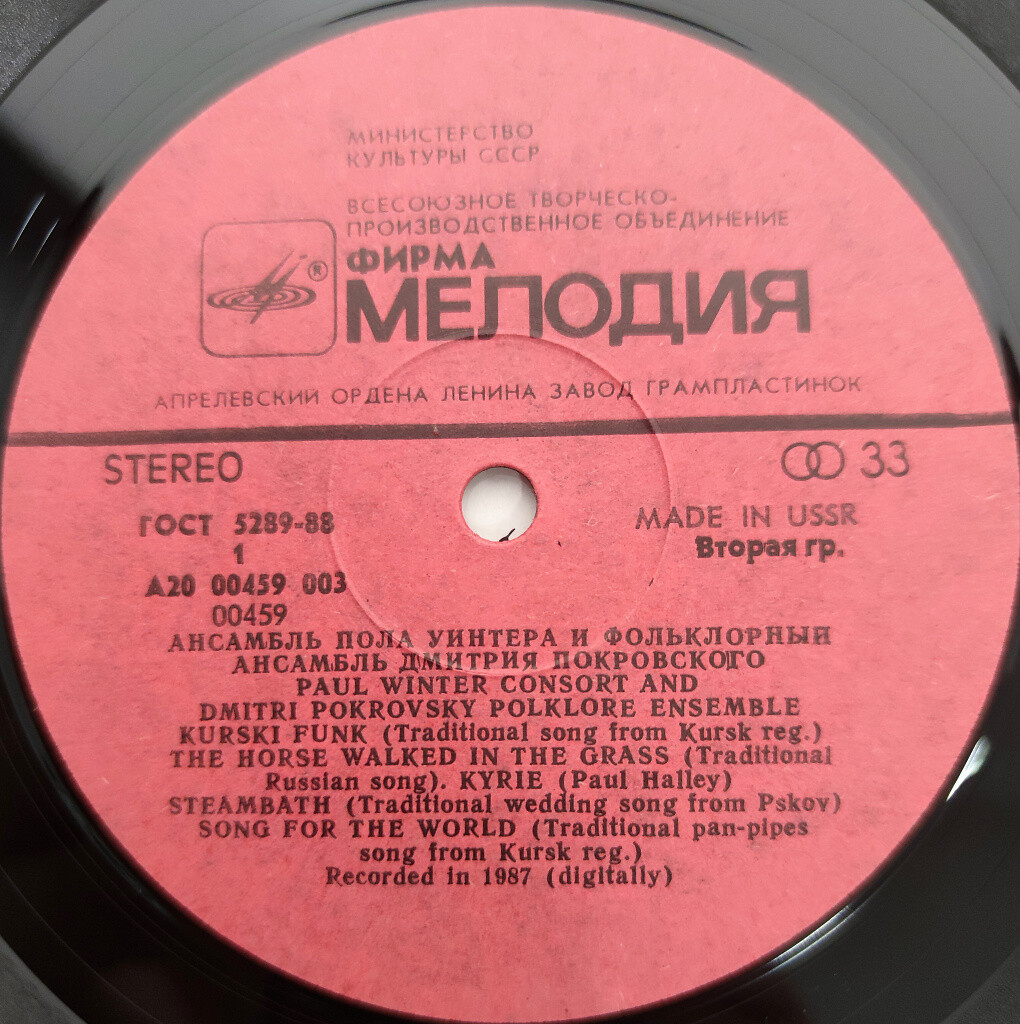 МИНИСТЕРСТВО
КУЛЬТУРЫ СССР
ВСЕСОЮЗНОЕ ТВОРЧЕСКО-
ПРОИЗВОДСТВЕННОЕ ОБЪЕДИНЕНИЕ
ФИРМА
®
МЕЛОДИЯ
АПРЕЛЕВСКИЙ ОРДЕНА ЛЕНИНА ЗАВОД ГРАМПЛАСТИНОК
STEREO 33
ГОСТ 5289-88 MADE IN USSR
1 Вторая гр.
А20 00459 003
00459
АНСАМБЛЬ ПОЛА УИНТЕРА И ФОЛЬКЛОРНЫЙ
АНСАМБЛЬ ДМИТРИЯ ПОКРОВСКОГО
PAUL WINTER CONSORT AND
DMITRI POKROVSKY POLKLORE ENSEMBLE
KURSKI FUNK (Traditional song from Kursk reg.)
THE HORSE WALKED IN THE GRASS (Traditional
Russian song). KYRIE (Paul Halley)
STEAMBATH (Traditional wedding song from Pskov)
SONG FOR THE WORLD (Traditional pan-pipes
song from Kursk reg.)
Recorded in 1987 (digitally)